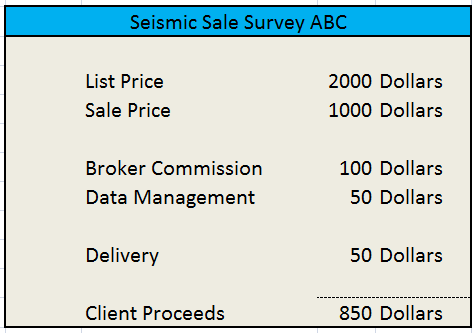 Seismic Sale Survey ABC
List Price 2000 Dollars
Sale Price 1000 Dollars
Broker Commission 100 Dollars
Data Management 50 Dollars
Delivery 50 Dollars
Client Proceeds 850 Dollars